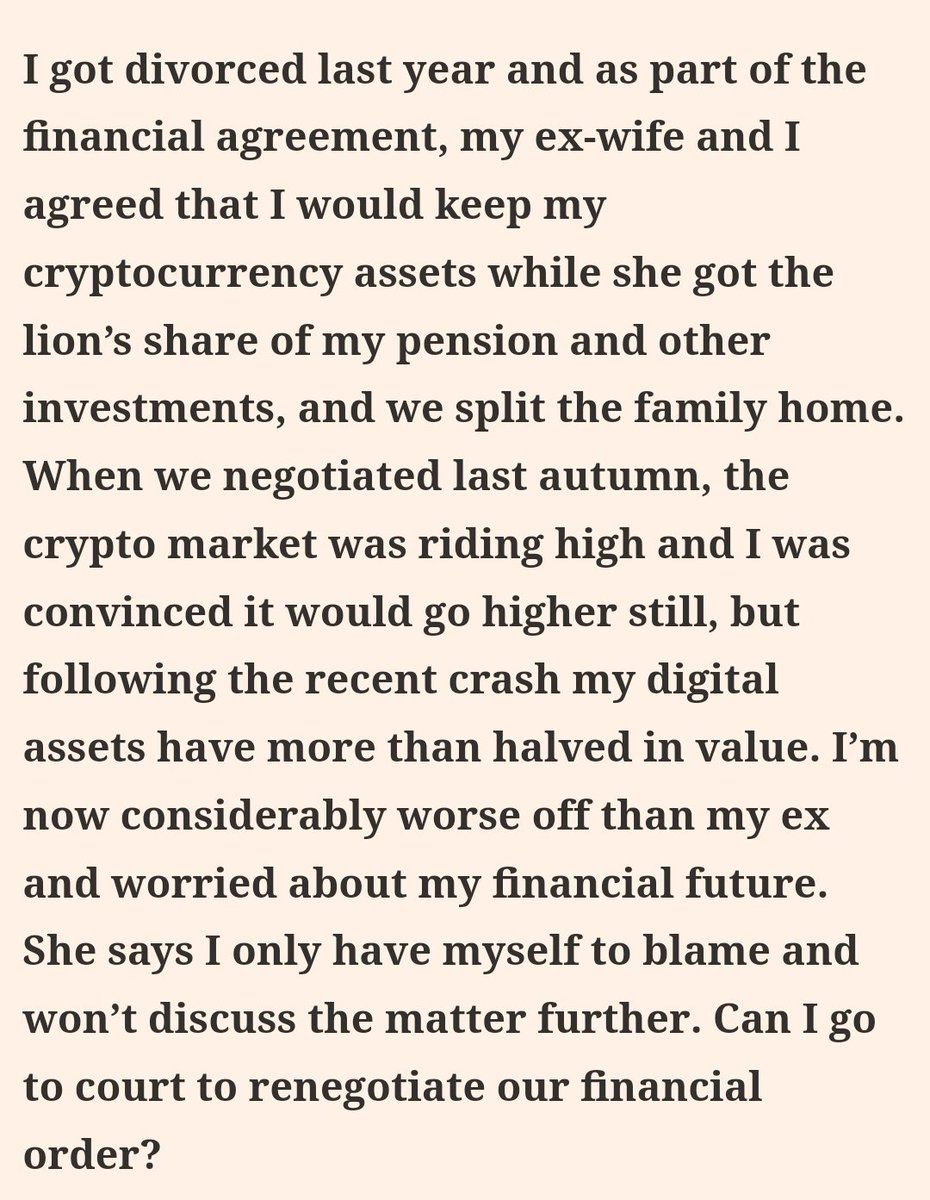 I got divorced last year and as part of the
financial agreement, my ex-wife and I
agreed that I would keep my
cryptocurrency assets while she got the
lion’s share of my pension and other
investments, and we split the family home.
When we negotiated last autumn, the
crypto market was riding high and I was
convinced it would go higher still, but
following the recent crash my digital
assets have more than halved in value. I’m
now considerably worse off than my ex
and worried about my financial future.
She says I only have myself to blame and
won’t discuss the matter further. Can I go
to court to renegotiate our financial
order?